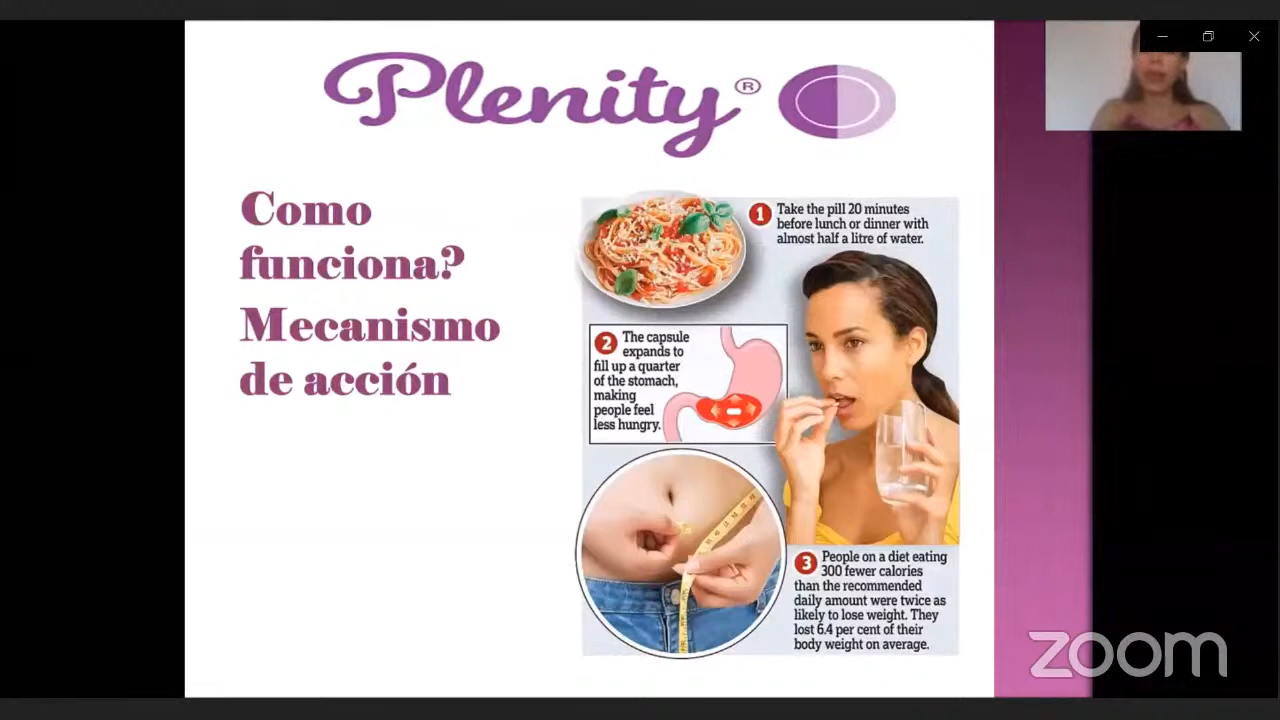 Plenity®
Como
funciona?
Mecanismo
de acción
1 Take the pill 20 minutes
before lunch or dinner with
almost half a litre of water.
2 The capsule
expands to
fill up a quarter
of the stomach,
making
people feel
less hungry.
3 People on a diet eating
300 fewer calories
than the recommended
daily amount were twice as
likely to lose weight. They
lost 6.4 per cent of their
body weight on average.
zoom